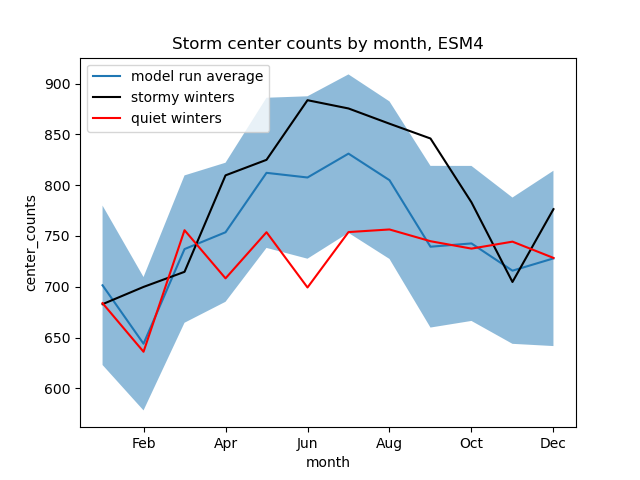 Storm center counts by month, ESM4
model run average
stormy winters
quiet winters
900
850
800
750
700
650
600
center_counts
Feb Apr Jun Aug Oct Dec
month